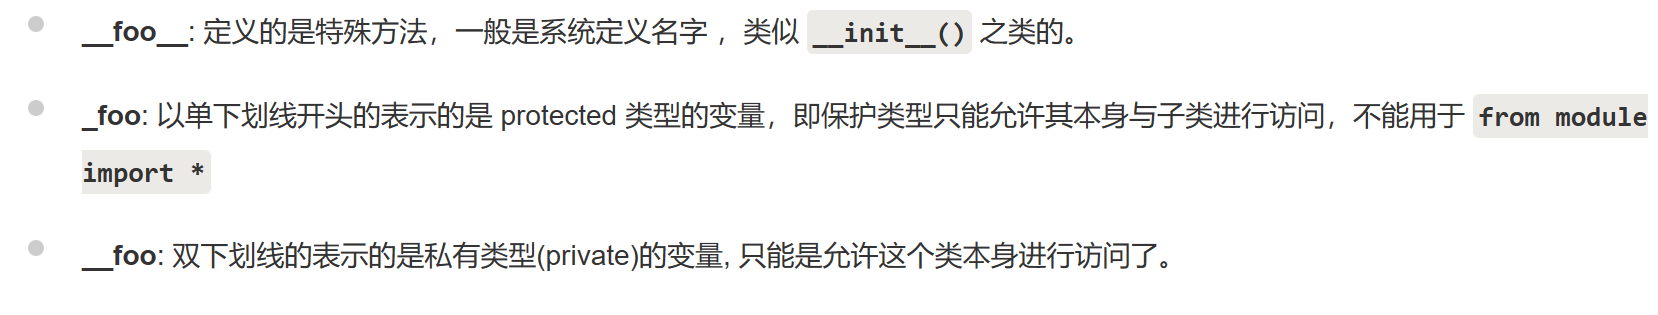 __foo__: 定义的是特殊方法，一般是系统定义名字 ，类似 __init__() 之类的。
_foo: 以单下划线开头的表示的是 protected 类型的变量，即保护类型只能允许其本身与子类进行访问，不能用于 from module
import *
__foo: 双下划线的表示的是私有类型(private)的变量, 只能是允许这个类本身进行访问了。